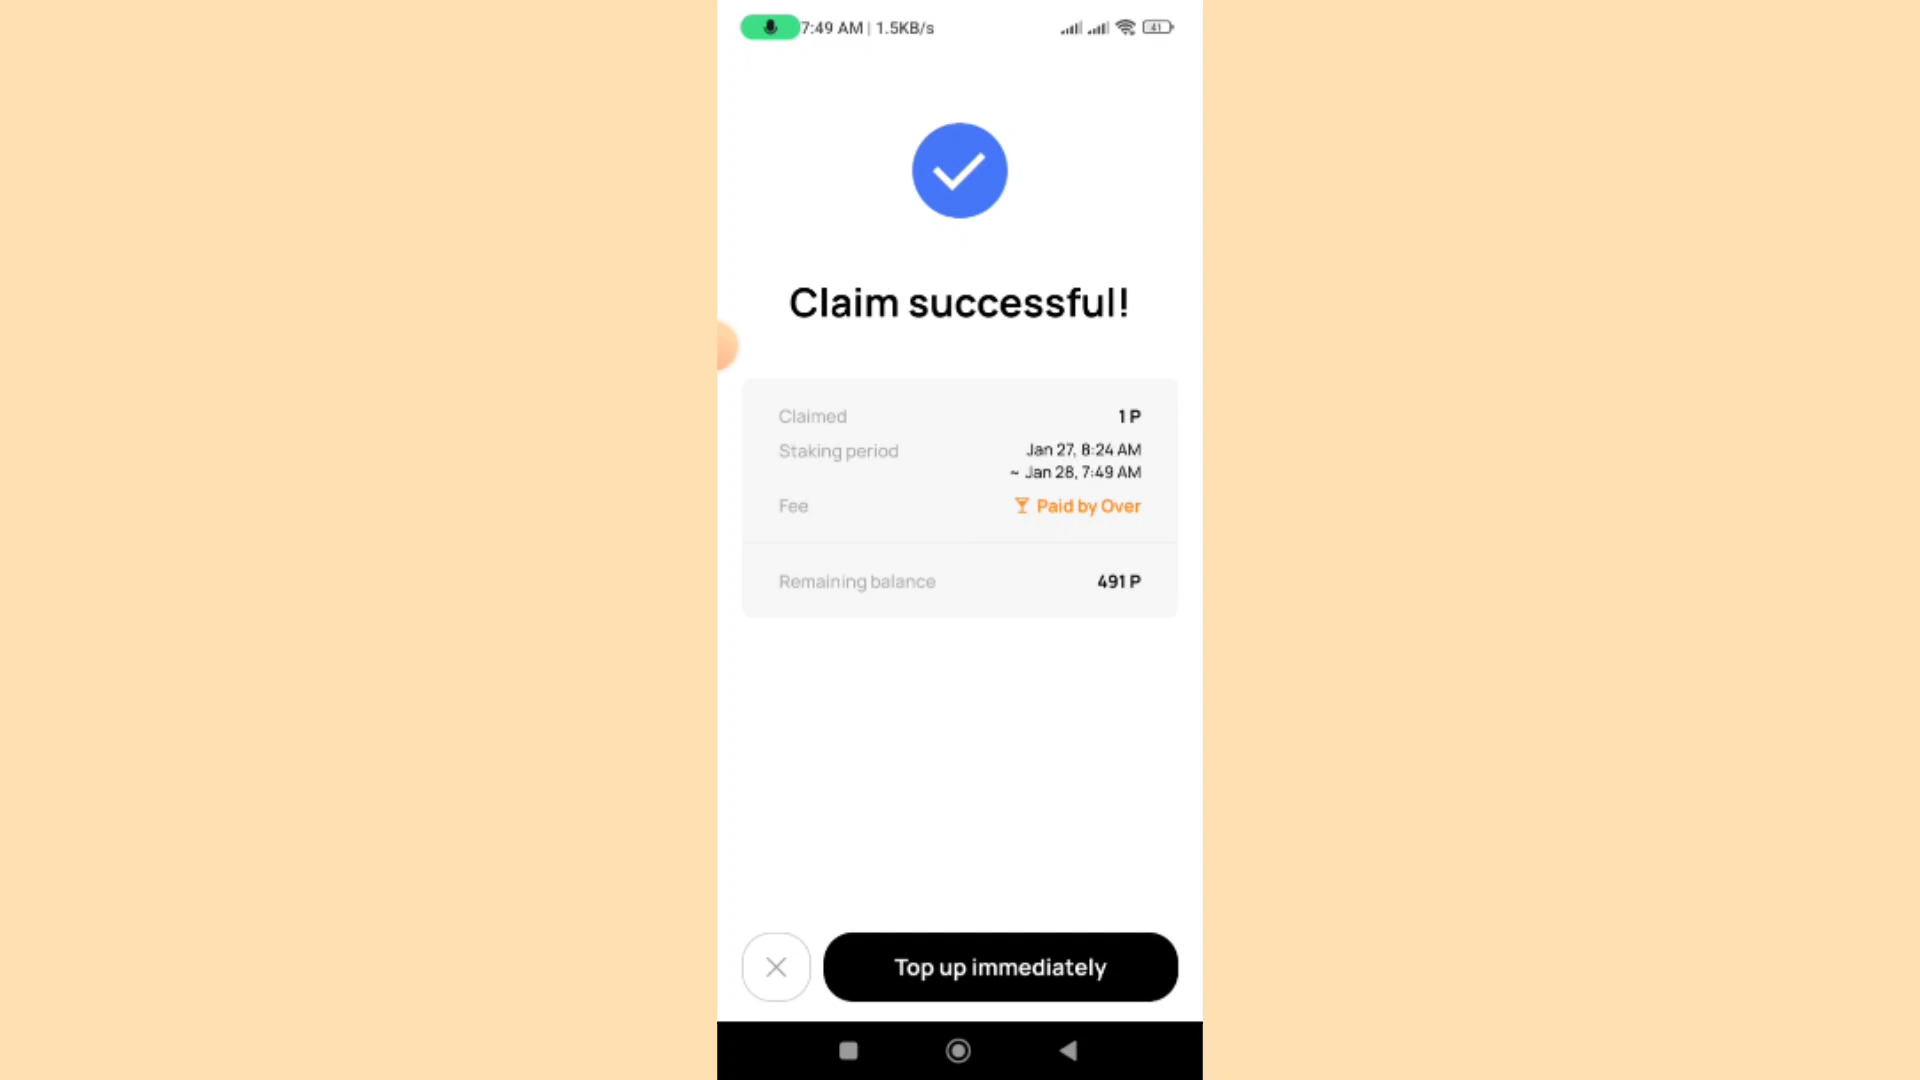 7:49 AM | 1.5KB/s 41
Claim successful!
Claimed 1 P
Staking period Jan 27, 8:24 AM
~ Jan 28, 7:49 AM
Fee Paid by Over
Remaining balance 491 P
Top up immediately